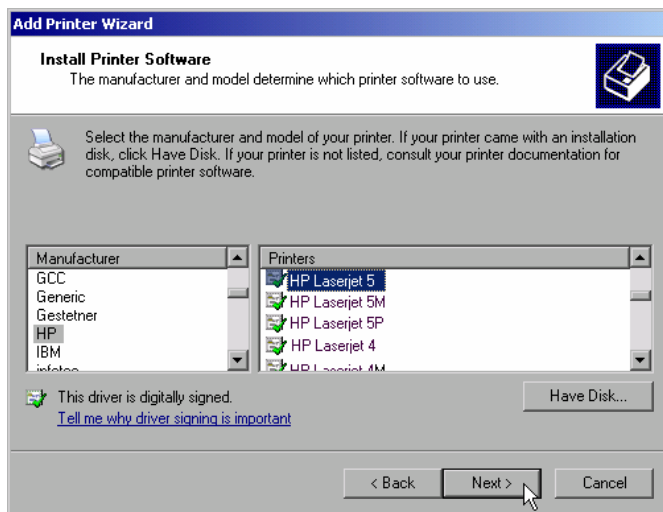 Add Printer Wizard
Install Printer Software
The manufacturer and model determine which printer software to use.
Select the manufacturer and model of your printer. If your printer came with an installation
disk, click Have Disk. If your printer is not listed, consult your printer documentation for
compatible printer software.
Manufacturer
GCC
Generic
Gestetner
HP
IBM
infotec
Printers
HP Laserjet 5
HP Laserjet 5M
HP Laserjet 5P
HP Laserjet 4
HP Laserjet 4M
This driver is digitally signed.
Tell me why driver signing is important
Have Disk...
< Back
Next >
Cancel